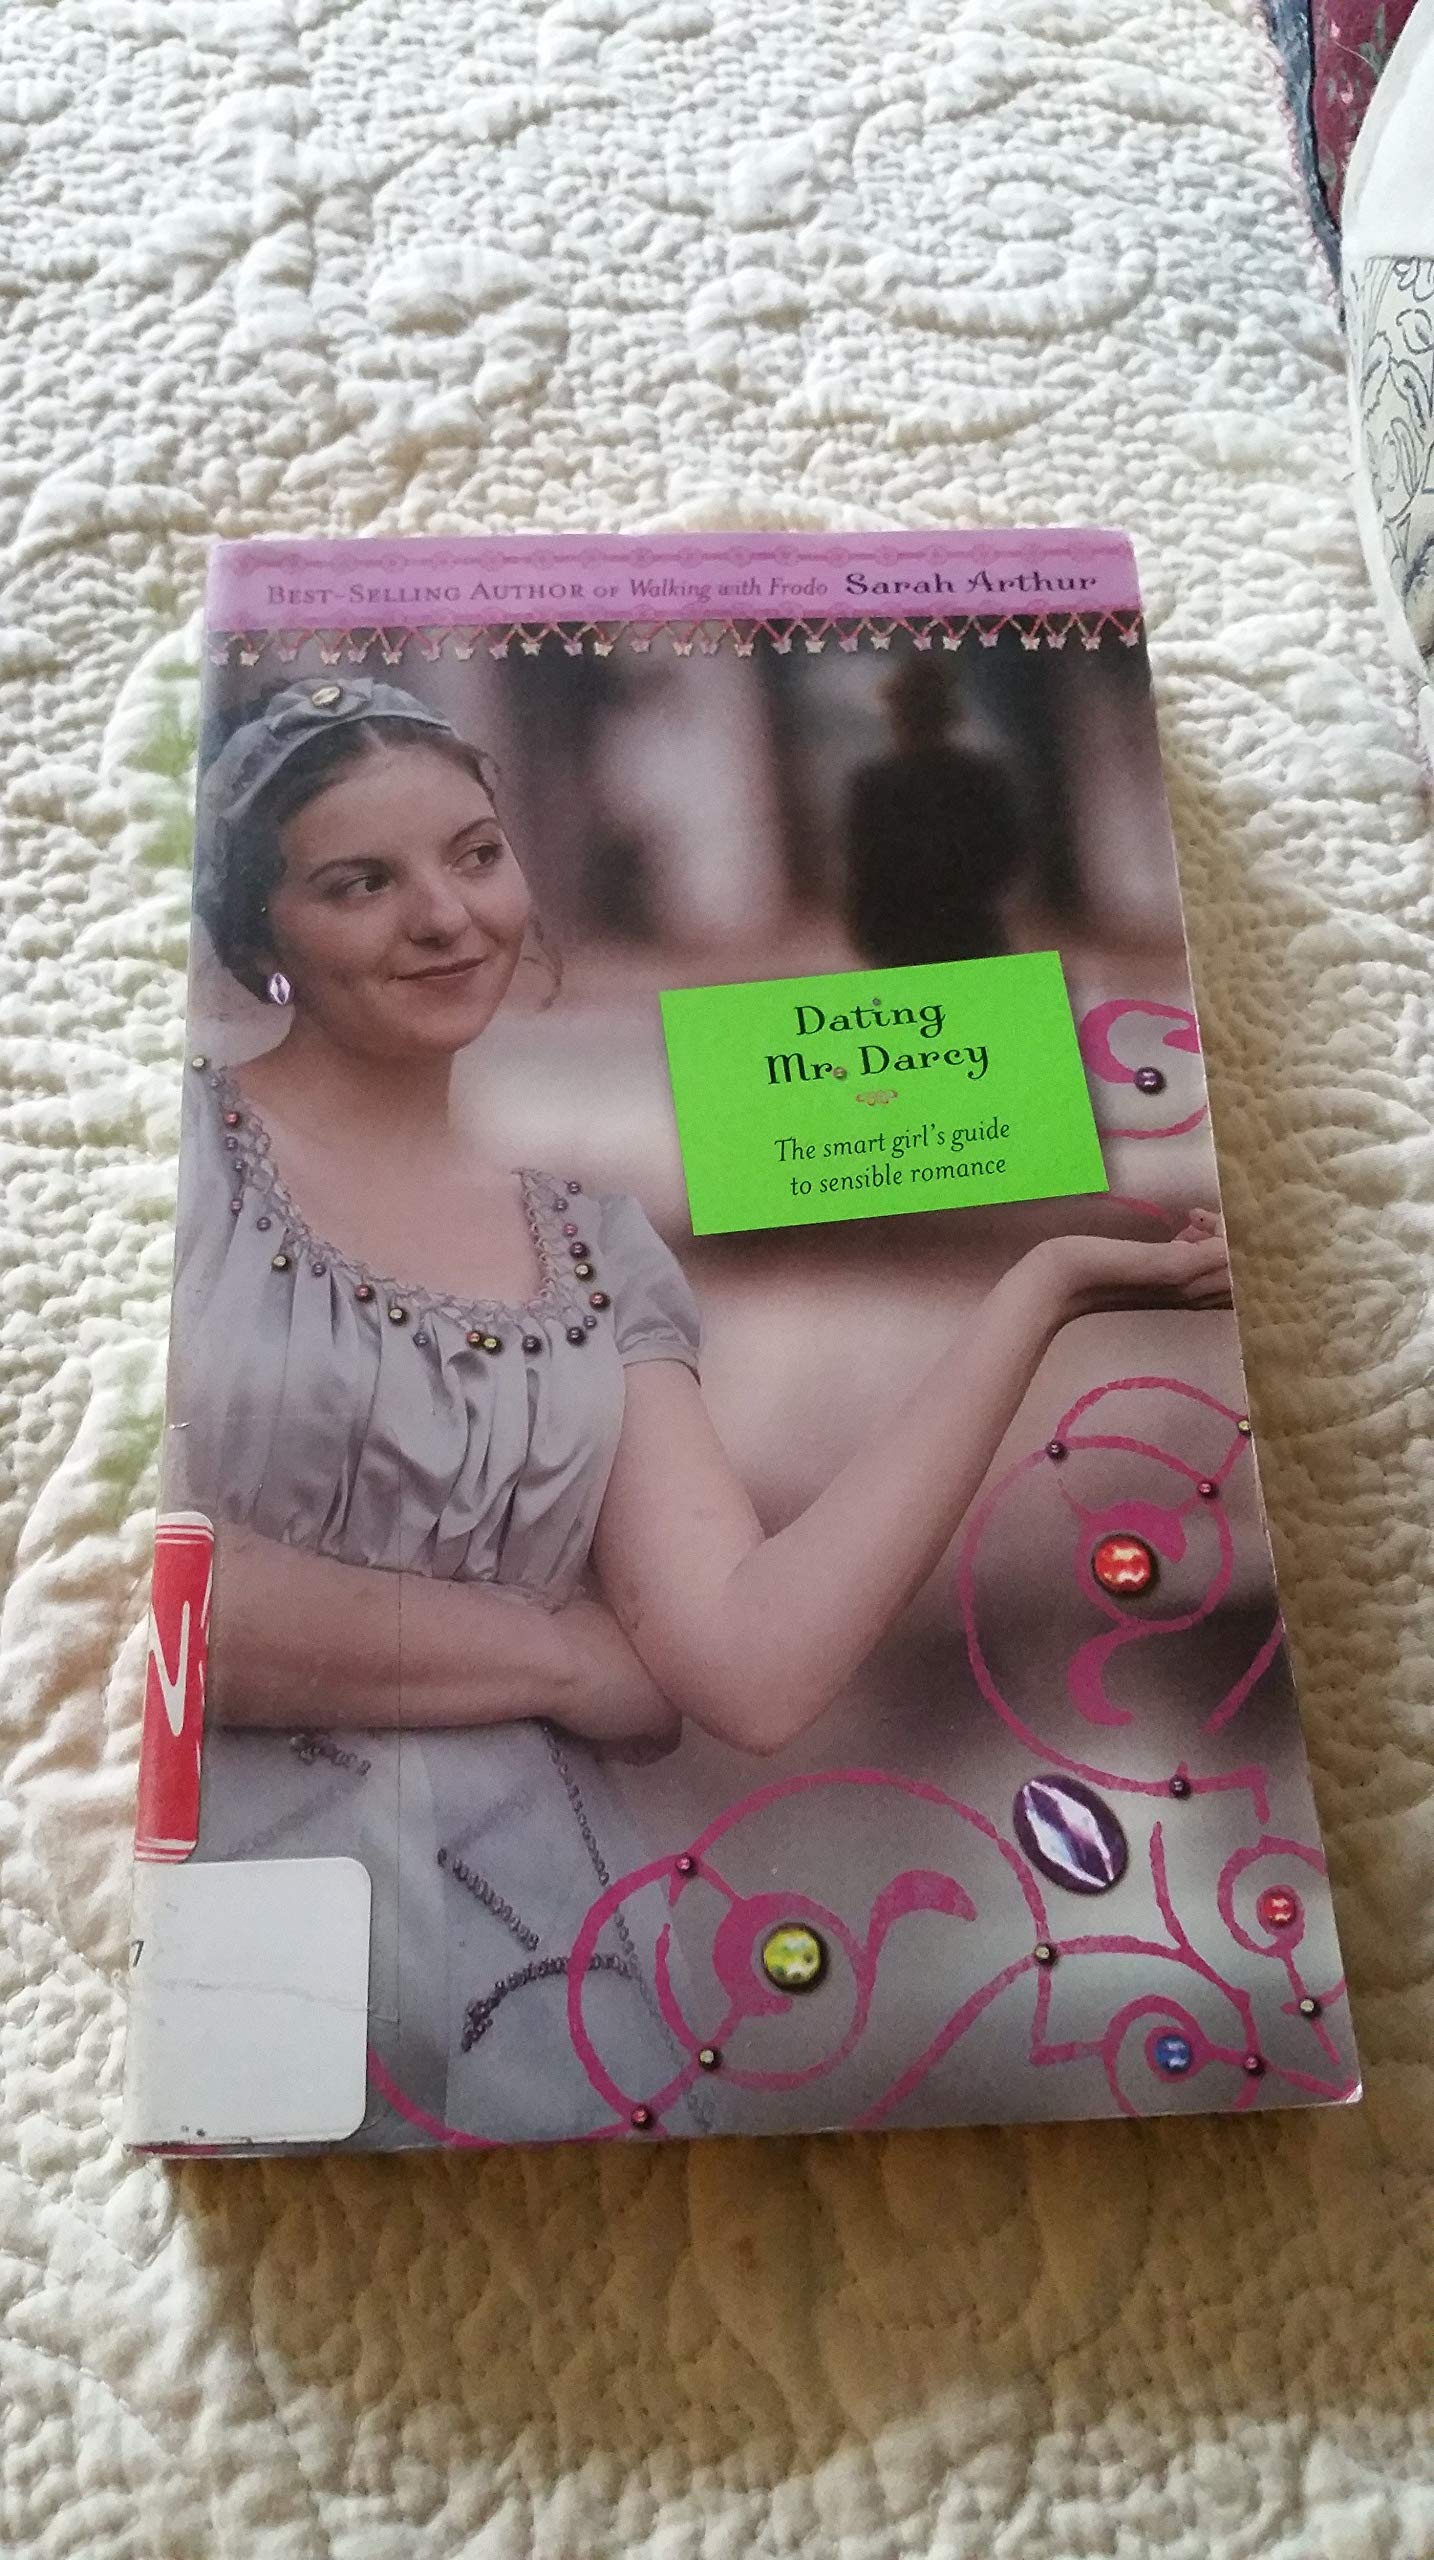 BEST-SELLING AUTHOR OF Walking with Frodo Sarah Arthur
Dating
Mr. Darcy
The smart girl's guide
to sensible romance
N
7